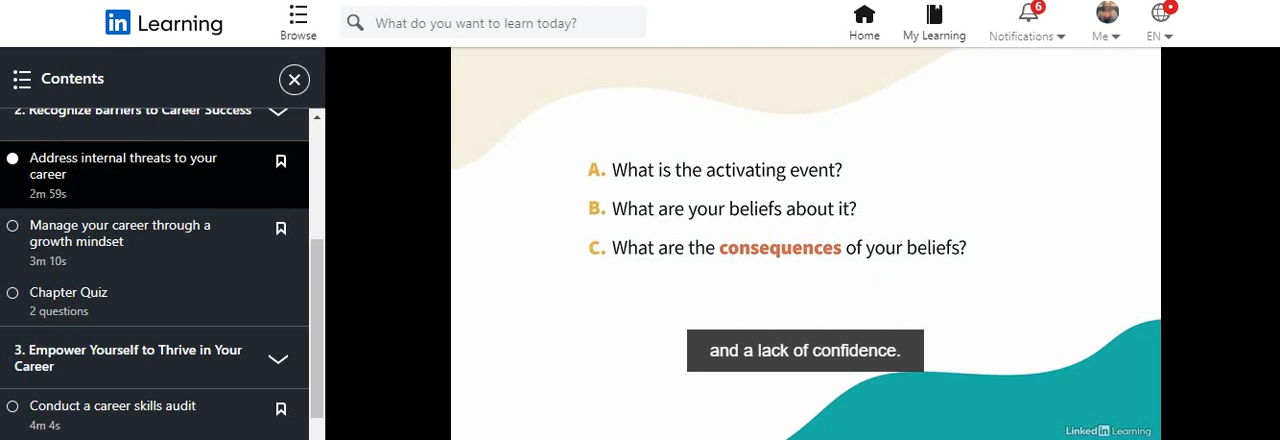 in Learning
Browse
What do you want to learn today?
Home
My Learning
6
Notifications
Me
EN
Contents
2. Recognize Barriers to Career Success
Address internal threats to your
career
2m 59s
Manage your career through a
growth mindset
3m 10s
Chapter Quiz
2 questions
3. Empower Yourself to Thrive in Your
Career
Conduct a career skills audit
4m 4s
A. What is the activating event?
B. What are your beliefs about it?
C. What are the consequences of your beliefs?
and a lack of confidence.
Linked in Learning